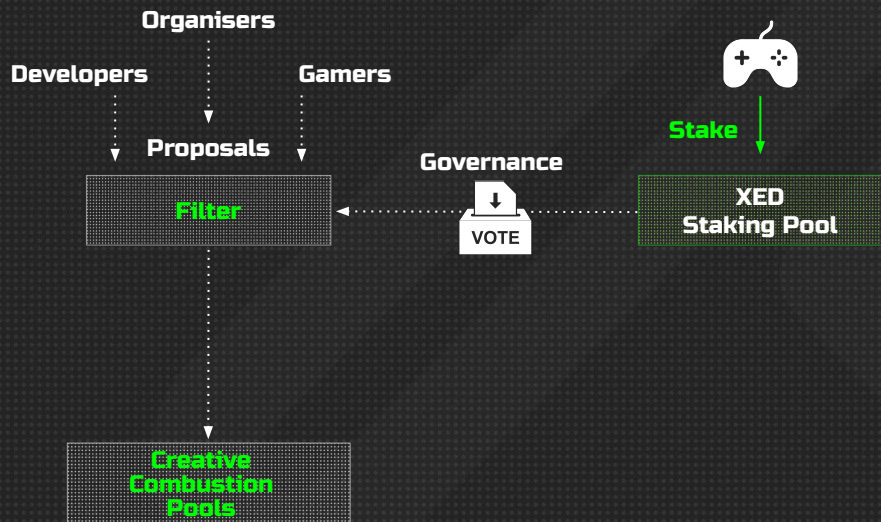 Organisers
Developers
Gamers
Stake
Proposals
Governance
Filter
VOTE
XED
Staking Pool
Creative
Combustion
Pools